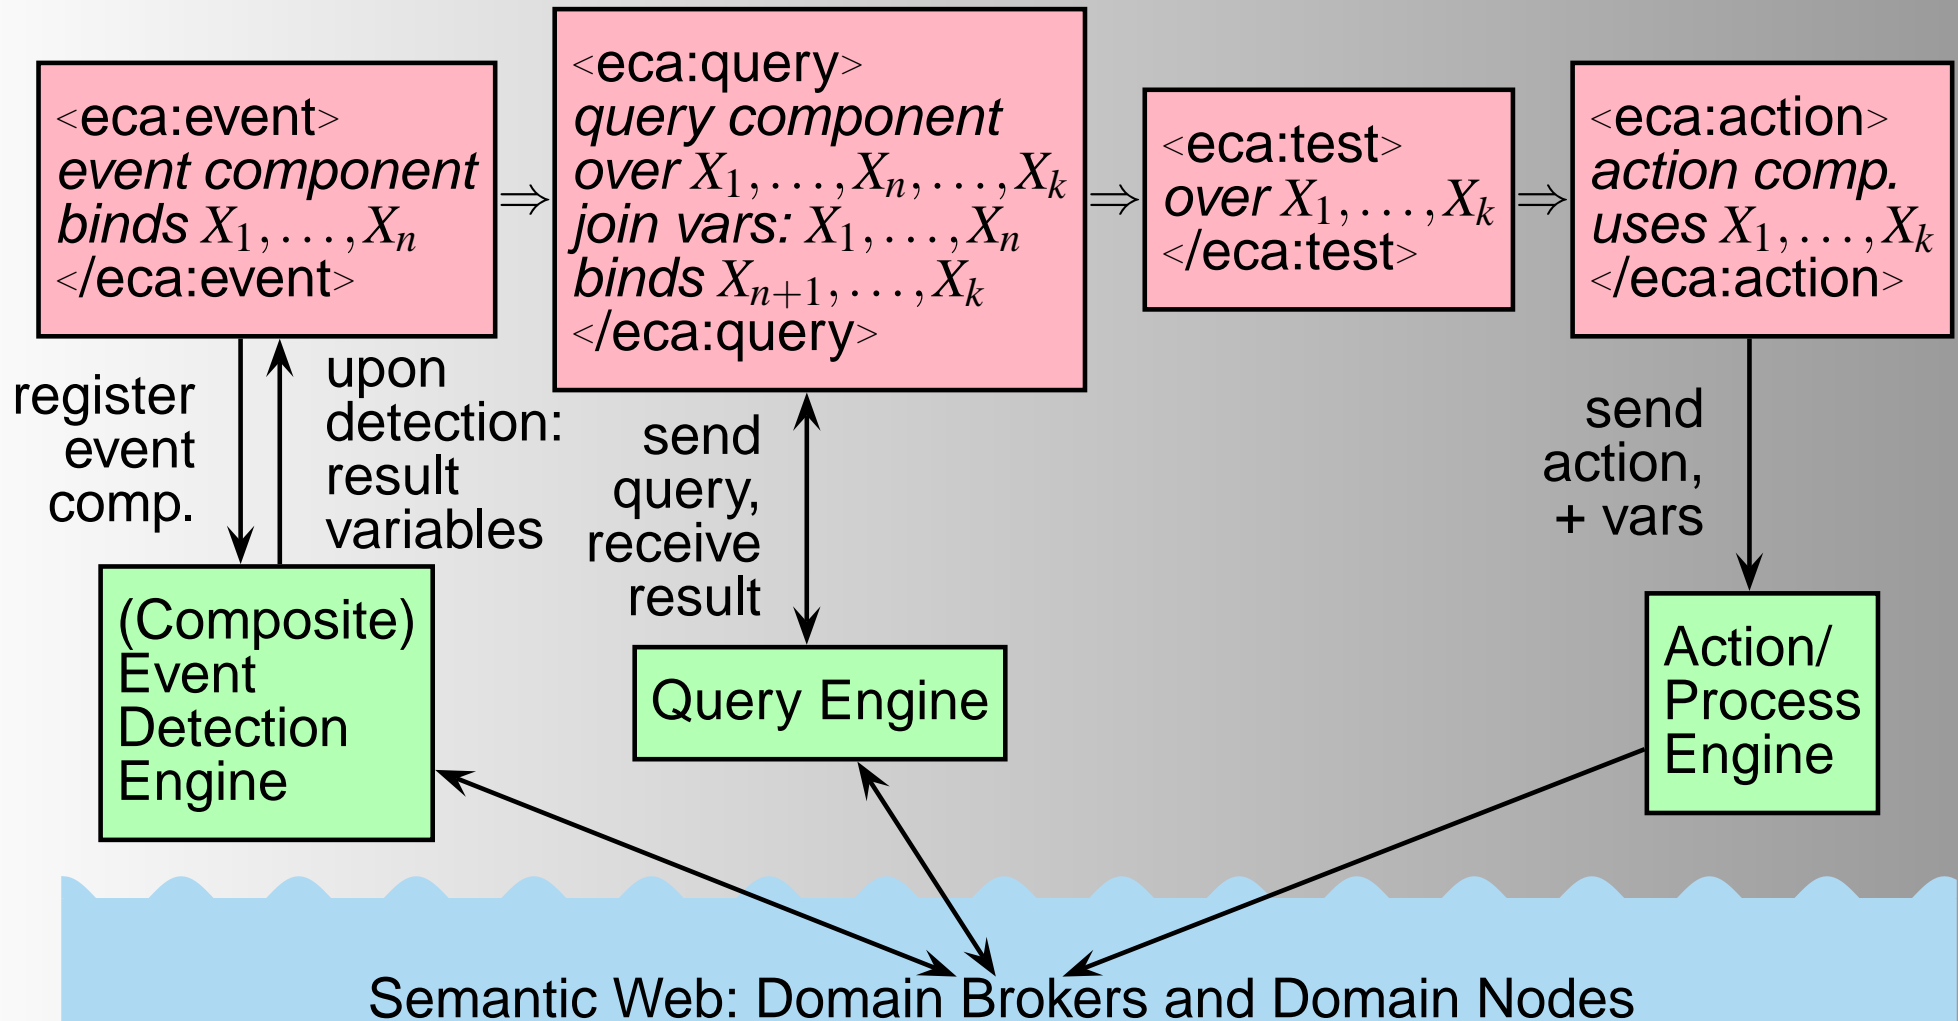 <eca:event>
event component
binds X₁,...,Xₙ
</eca:event>
⇒
<eca:query>
query component
over X₁,...,Xₙ,...,Xₖ
join vars: X₁,...,Xₙ
binds Xₙ₊₁,...,Xₖ
</eca:query>
⇒
<eca:test>
over X₁,...,Xₖ
</eca:test>
⇒
<eca:action>
action comp.
uses X₁,...,Xₖ
</eca:action>
register
event
comp.
upon
detection:
result
variables
send
query,
receive
result
send
action,
+ vars
(Composite)
Event
Detection
Engine
Query Engine
Action/
Process
Engine
Semantic Web: Domain Brokers and Domain Nodes